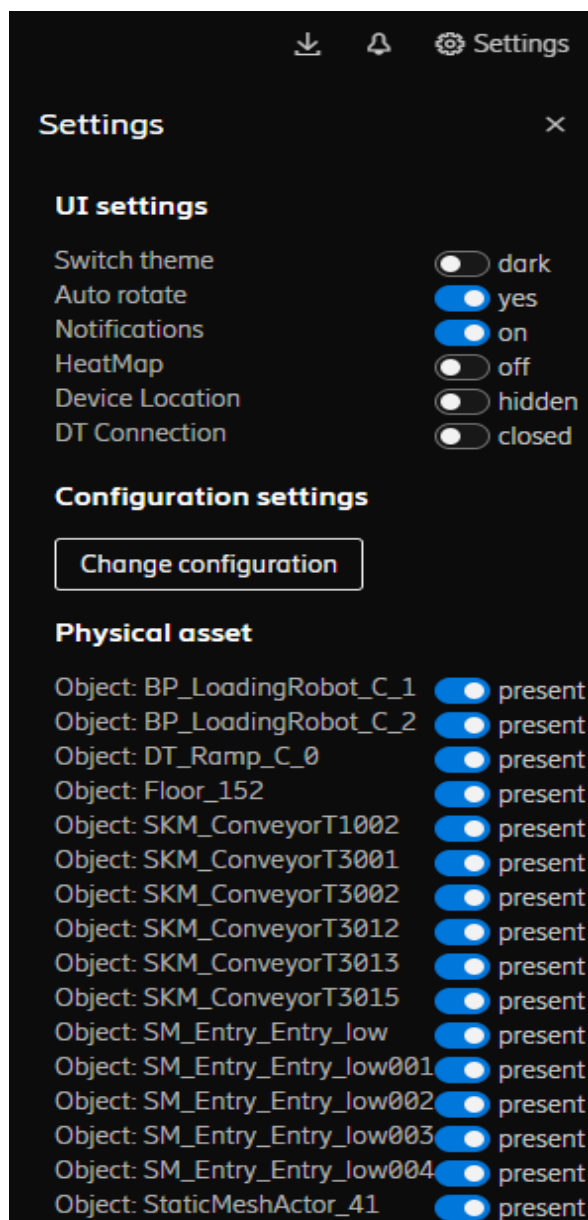 Settings
Settings
UI settings
Switch theme dark
Auto rotate yes
Notifications on
HeatMap off
Device Location hidden
DT Connection closed
Configuration settings
Change configuration
Physical asset
Object: BP_LoadingRobot_C_1 present
Object: BP_LoadingRobot_C_2 present
Object: DT_Ramp_C_0 present
Object: Floor_152 present
Object: SKM_ConveyorT1002 present
Object: SKM_ConveyorT3001 present
Object: SKM_ConveyorT3002 present
Object: SKM_ConveyorT3012 present
Object: SKM_ConveyorT3013 present
Object: SKM_ConveyorT3015 present
Object: SM_Entry_Entry_low present
Object: SM_Entry_Entry_low001 present
Object: SM_Entry_Entry_low002 present
Object: SM_Entry_Entry_low003 present
Object: SM_Entry_Entry_low004 present
Object: StaticMeshActor_41 present